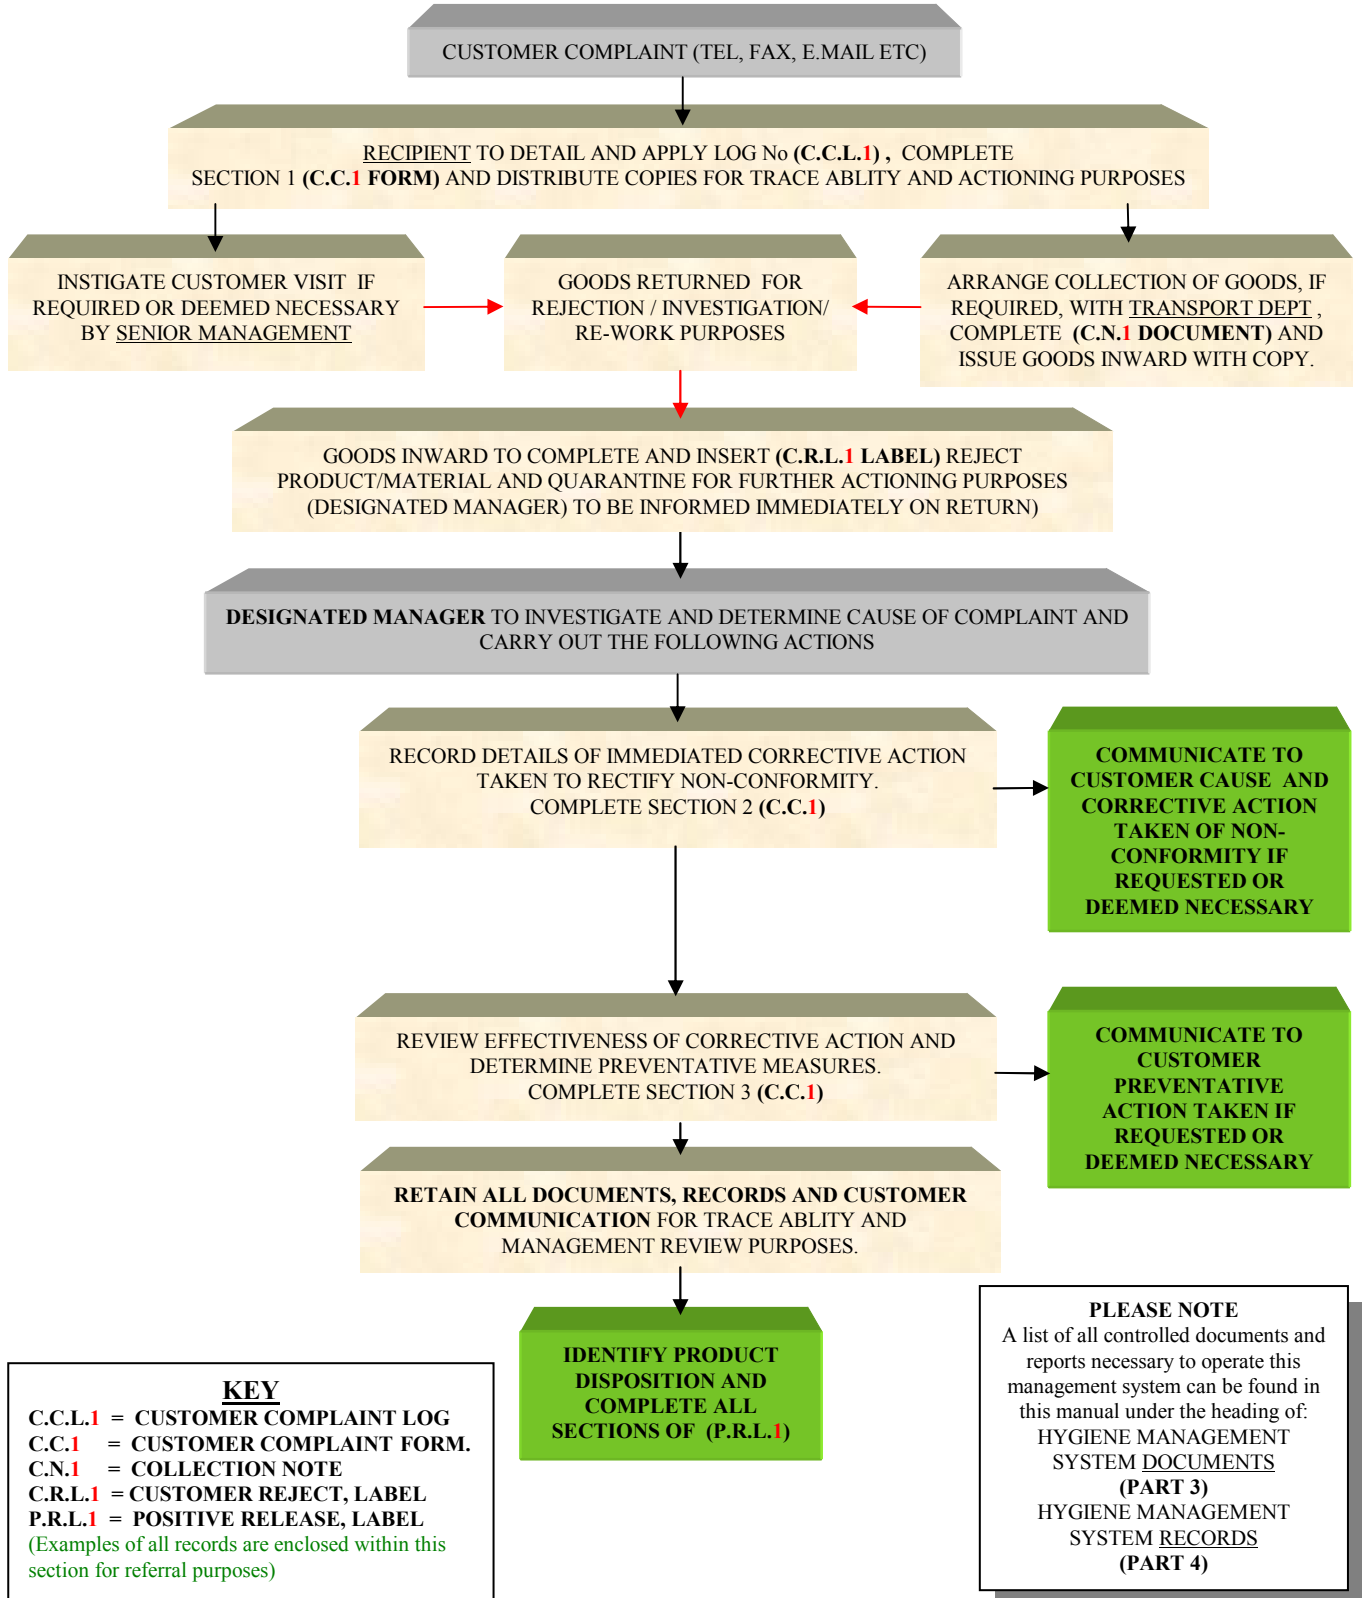 CUSTOMER COMPLAINT (TEL, FAX, E.MAIL ETC)
RECIPIENT TO DETAIL AND APPLY LOG No (C.C.L.1) , COMPLETE
SECTION 1 (C.C.1 FORM) AND DISTRIBUTE COPIES FOR TRACE ABLITY AND ACTIONING PURPOSES
INSTIGATE CUSTOMER VISIT IF
REQUIRED OR DEEMED NECESSARY
BY SENIOR MANAGEMENT
GOODS RETURNED FOR
REJECTION / INVESTIGATION/
RE-WORK PURPOSES
ARRANGE COLLECTION OF GOODS, IF
REQUIRED, WITH TRANSPORT DEPT ,
COMPLETE (C.N.1 DOCUMENT) AND
ISSUE GOODS INWARD WITH COPY.
GOODS INWARD TO COMPLETE AND INSERT (C.R.L.1 LABEL) REJECT
PRODUCT/MATERIAL AND QUARANTINE FOR FURTHER ACTIONING PURPOSES
(DESIGNATED MANAGER) TO BE INFORMED IMMEDIATELY ON RETURN)
DESIGNATED MANAGER TO INVESTIGATE AND DETERMINE CAUSE OF COMPLAINT AND
CARRY OUT THE FOLLOWING ACTIONS
RECORD DETAILS OF IMMEDIATED CORRECTIVE ACTION
TAKEN TO RECTIFY NON-CONFORMITY.
COMPLETE SECTION 2 (C.C.1)
COMMUNICATE TO
CUSTOMER CAUSE AND
CORRECTIVE ACTION
TAKEN OF NON-
CONFORMITY IF
REQUESTED OR
DEEMED NECESSARY
REVIEW EFFECTIVENESS OF CORRECTIVE ACTION AND
DETERMINE PREVENTATIVE MEASURES.
COMPLETE SECTION 3 (C.C.1)
COMMUNICATE TO
CUSTOMER
PREVENTATIVE
ACTION TAKEN IF
REQUESTED OR
DEEMED NECESSARY
RETAIN ALL DOCUMENTS, RECORDS AND CUSTOMER
COMMUNICATION FOR TRACE ABLITY AND
MANAGEMENT REVIEW PURPOSES.
IDENTIFY PRODUCT
DISPOSITION AND
COMPLETE ALL
SECTIONS OF (P.R.L.1)
KEY
C.C.L.1 = CUSTOMER COMPLAINT LOG
C.C.1 = CUSTOMER COMPLAINT FORM.
C.N.1 = COLLECTION NOTE
C.R.L.1 = CUSTOMER REJECT, LABEL
P.R.L.1 = POSITIVE RELEASE, LABEL
(Examples of all records are enclosed within this
section for referral purposes)
PLEASE NOTE
A list of all controlled documents and
reports necessary to operate this
management system can be found in
this manual under the heading of:
HYGIENE MANAGEMENT
SYSTEM DOCUMENTS
(PART 3)
HYGIENE MANAGEMENT
SYSTEM RECORDS
(PART 4)